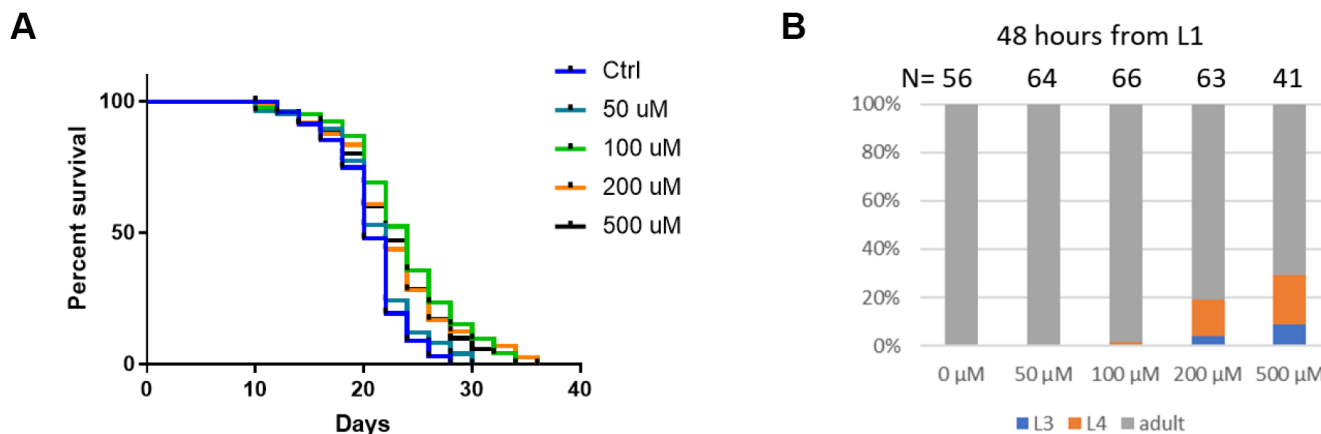 A
Percent survival
100
50
0
0 10 20 30 40
Days
Ctrl
50 uM
100 uM
200 uM
500 uM
B
48 hours from L1
N= 56 64 66 63 41
100%
80%
60%
40%
20%
0%
0 µM 50 µM 100 µM 200 µM 500 µM
L3 L4 adult